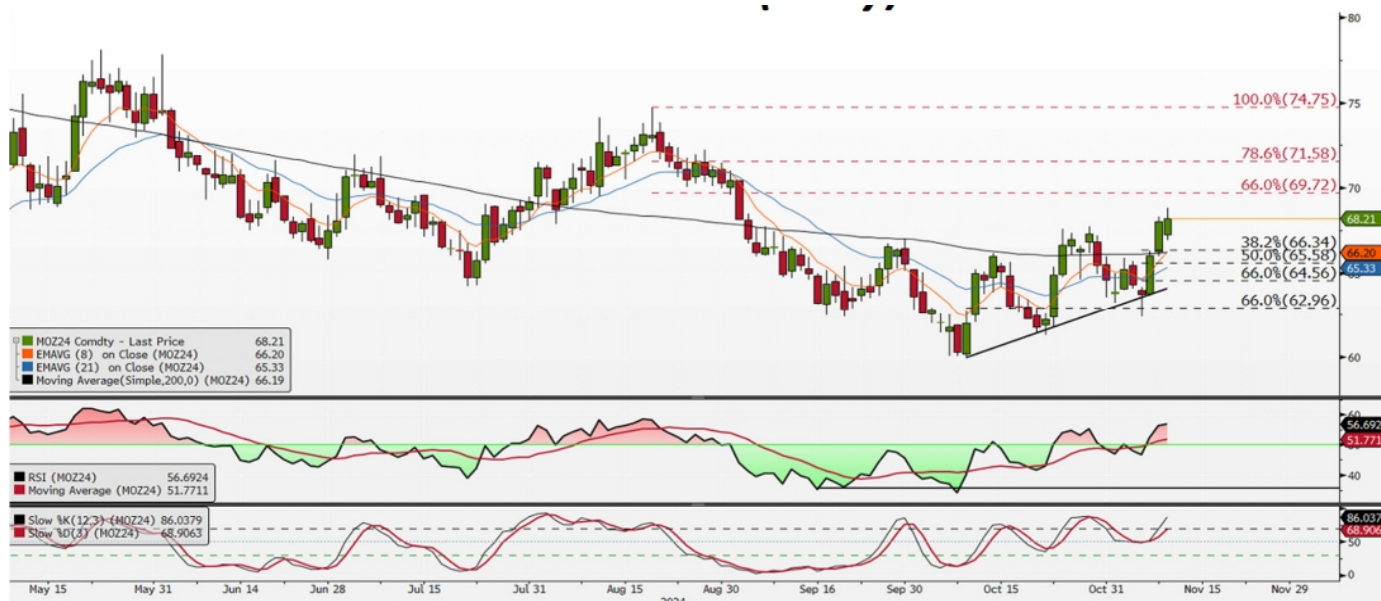 80
100.0%(74.75)
75
78.6%(71.58)
70
66.0%(69.72)
68.21
38.2%(66.34)
66.20
50.0%(65.58)
65.33
66.0%(64.56)
66.0%(62.96)
60
MOZ24 Comdty - Last Price 68.21
EMAVG (8) on Close (MOZ24) 66.20
EMAVG (21) on Close (MOZ24) 65.33
Moving Average(Simple,200,0) (MOZ24) 66.19
60
56.692
51.771
40
RSI (MOZ24) 56.6924
Moving Average (MOZ24) 51.7711
Slow %K(12,3) (MOZ24) 86.0379
Slow %D(3) (MOZ24) 68.9063
86.037
68.906
50
0
May 15 May 31 Jun 14 Jun 28 Jul 15 Jul 31 Aug 15 Aug 30 Sep 16 Sep 30 Oct 15 Oct 31 Nov 15 Nov 29